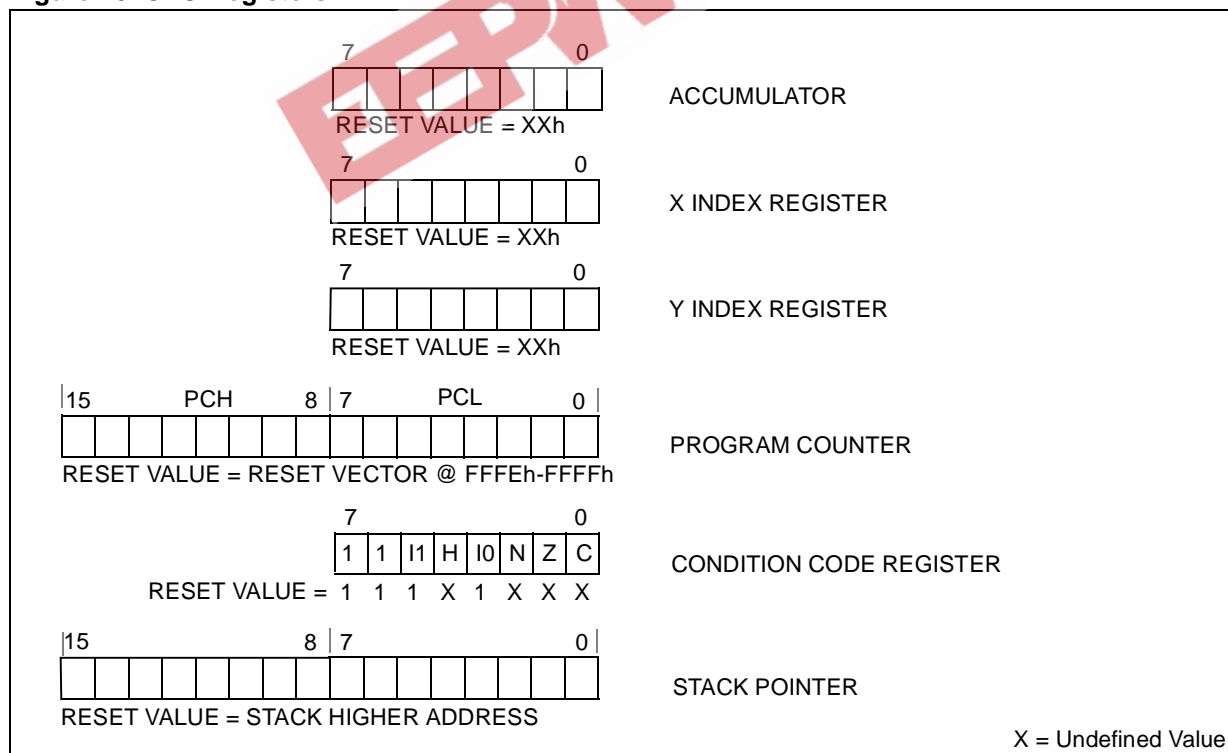 7 0
ACCUMULATOR
RESET VALUE = XXh
7 0
X INDEX REGISTER
RESET VALUE = XXh
7 0
Y INDEX REGISTER
RESET VALUE = XXh
15 PCH 8 7 PCL 0
PROGRAM COUNTER
RESET VALUE = RESET VECTOR @ FFFEh-FFFFh
7 0
1 1 I1 H I0 N Z C
CONDITION CODE REGISTER
RESET VALUE = 1 1 1 X 1 X X X
15 8 7 0
STACK POINTER
RESET VALUE = STACK HIGHER ADDRESS
X = Undefined Value